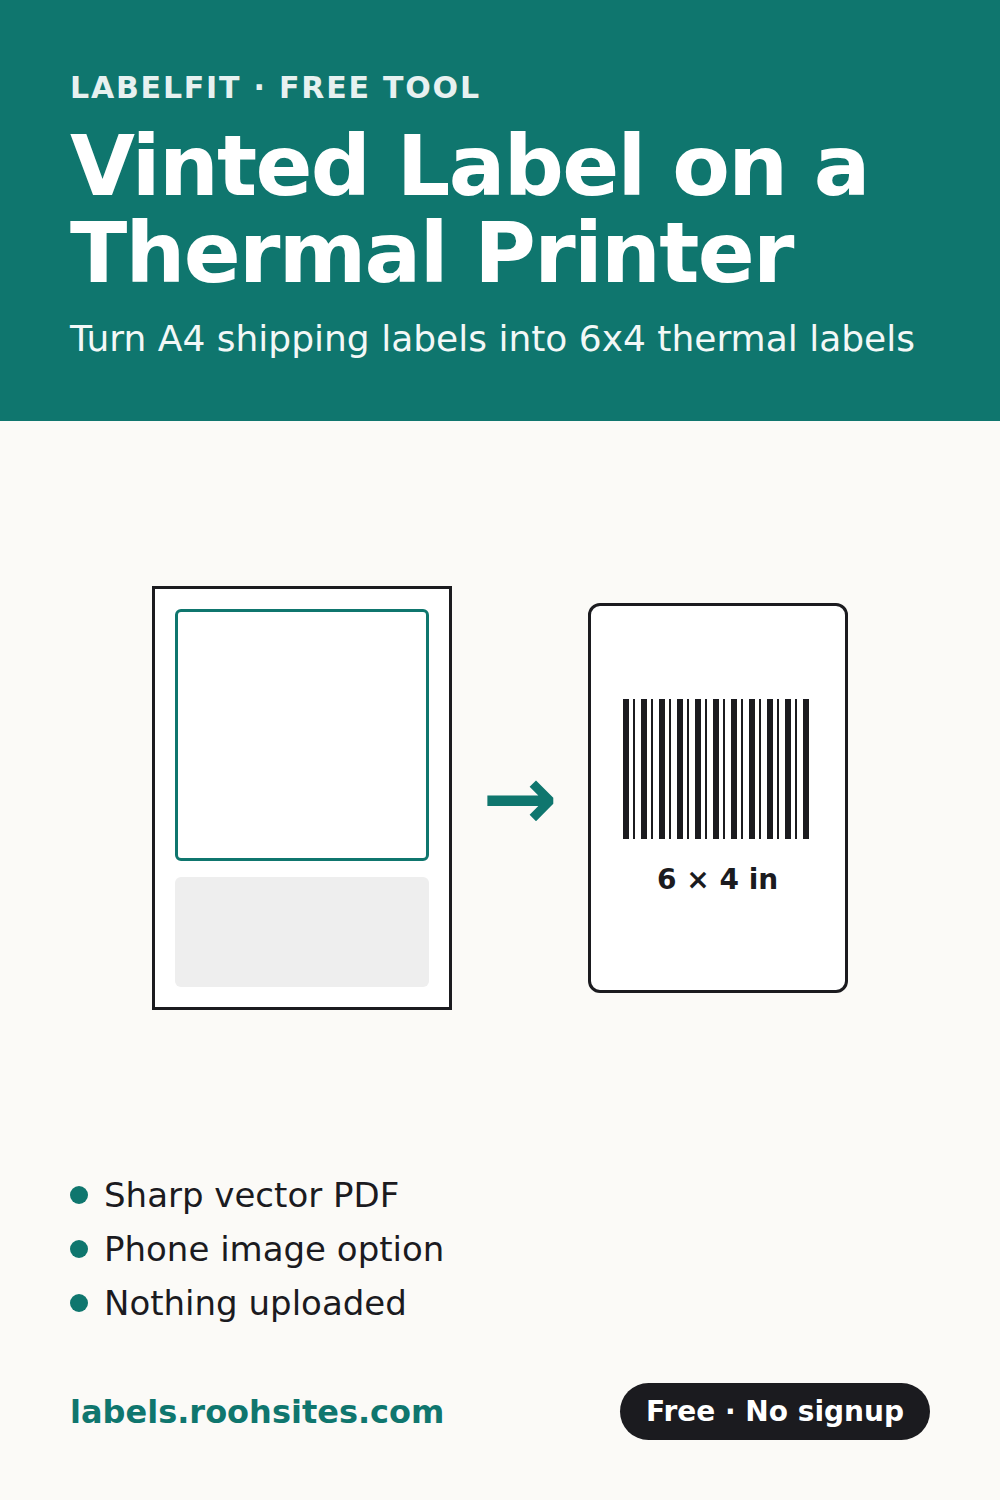 LABELFIT · FREE TOOL
Vinted Label on a
Thermal Printer
Turn A4 shipping labels into 6x4 thermal labels
→
6 × 4 in
Sharp vector PDF
Phone image option
Nothing uploaded
labels.roohsites.com
Free · No signup